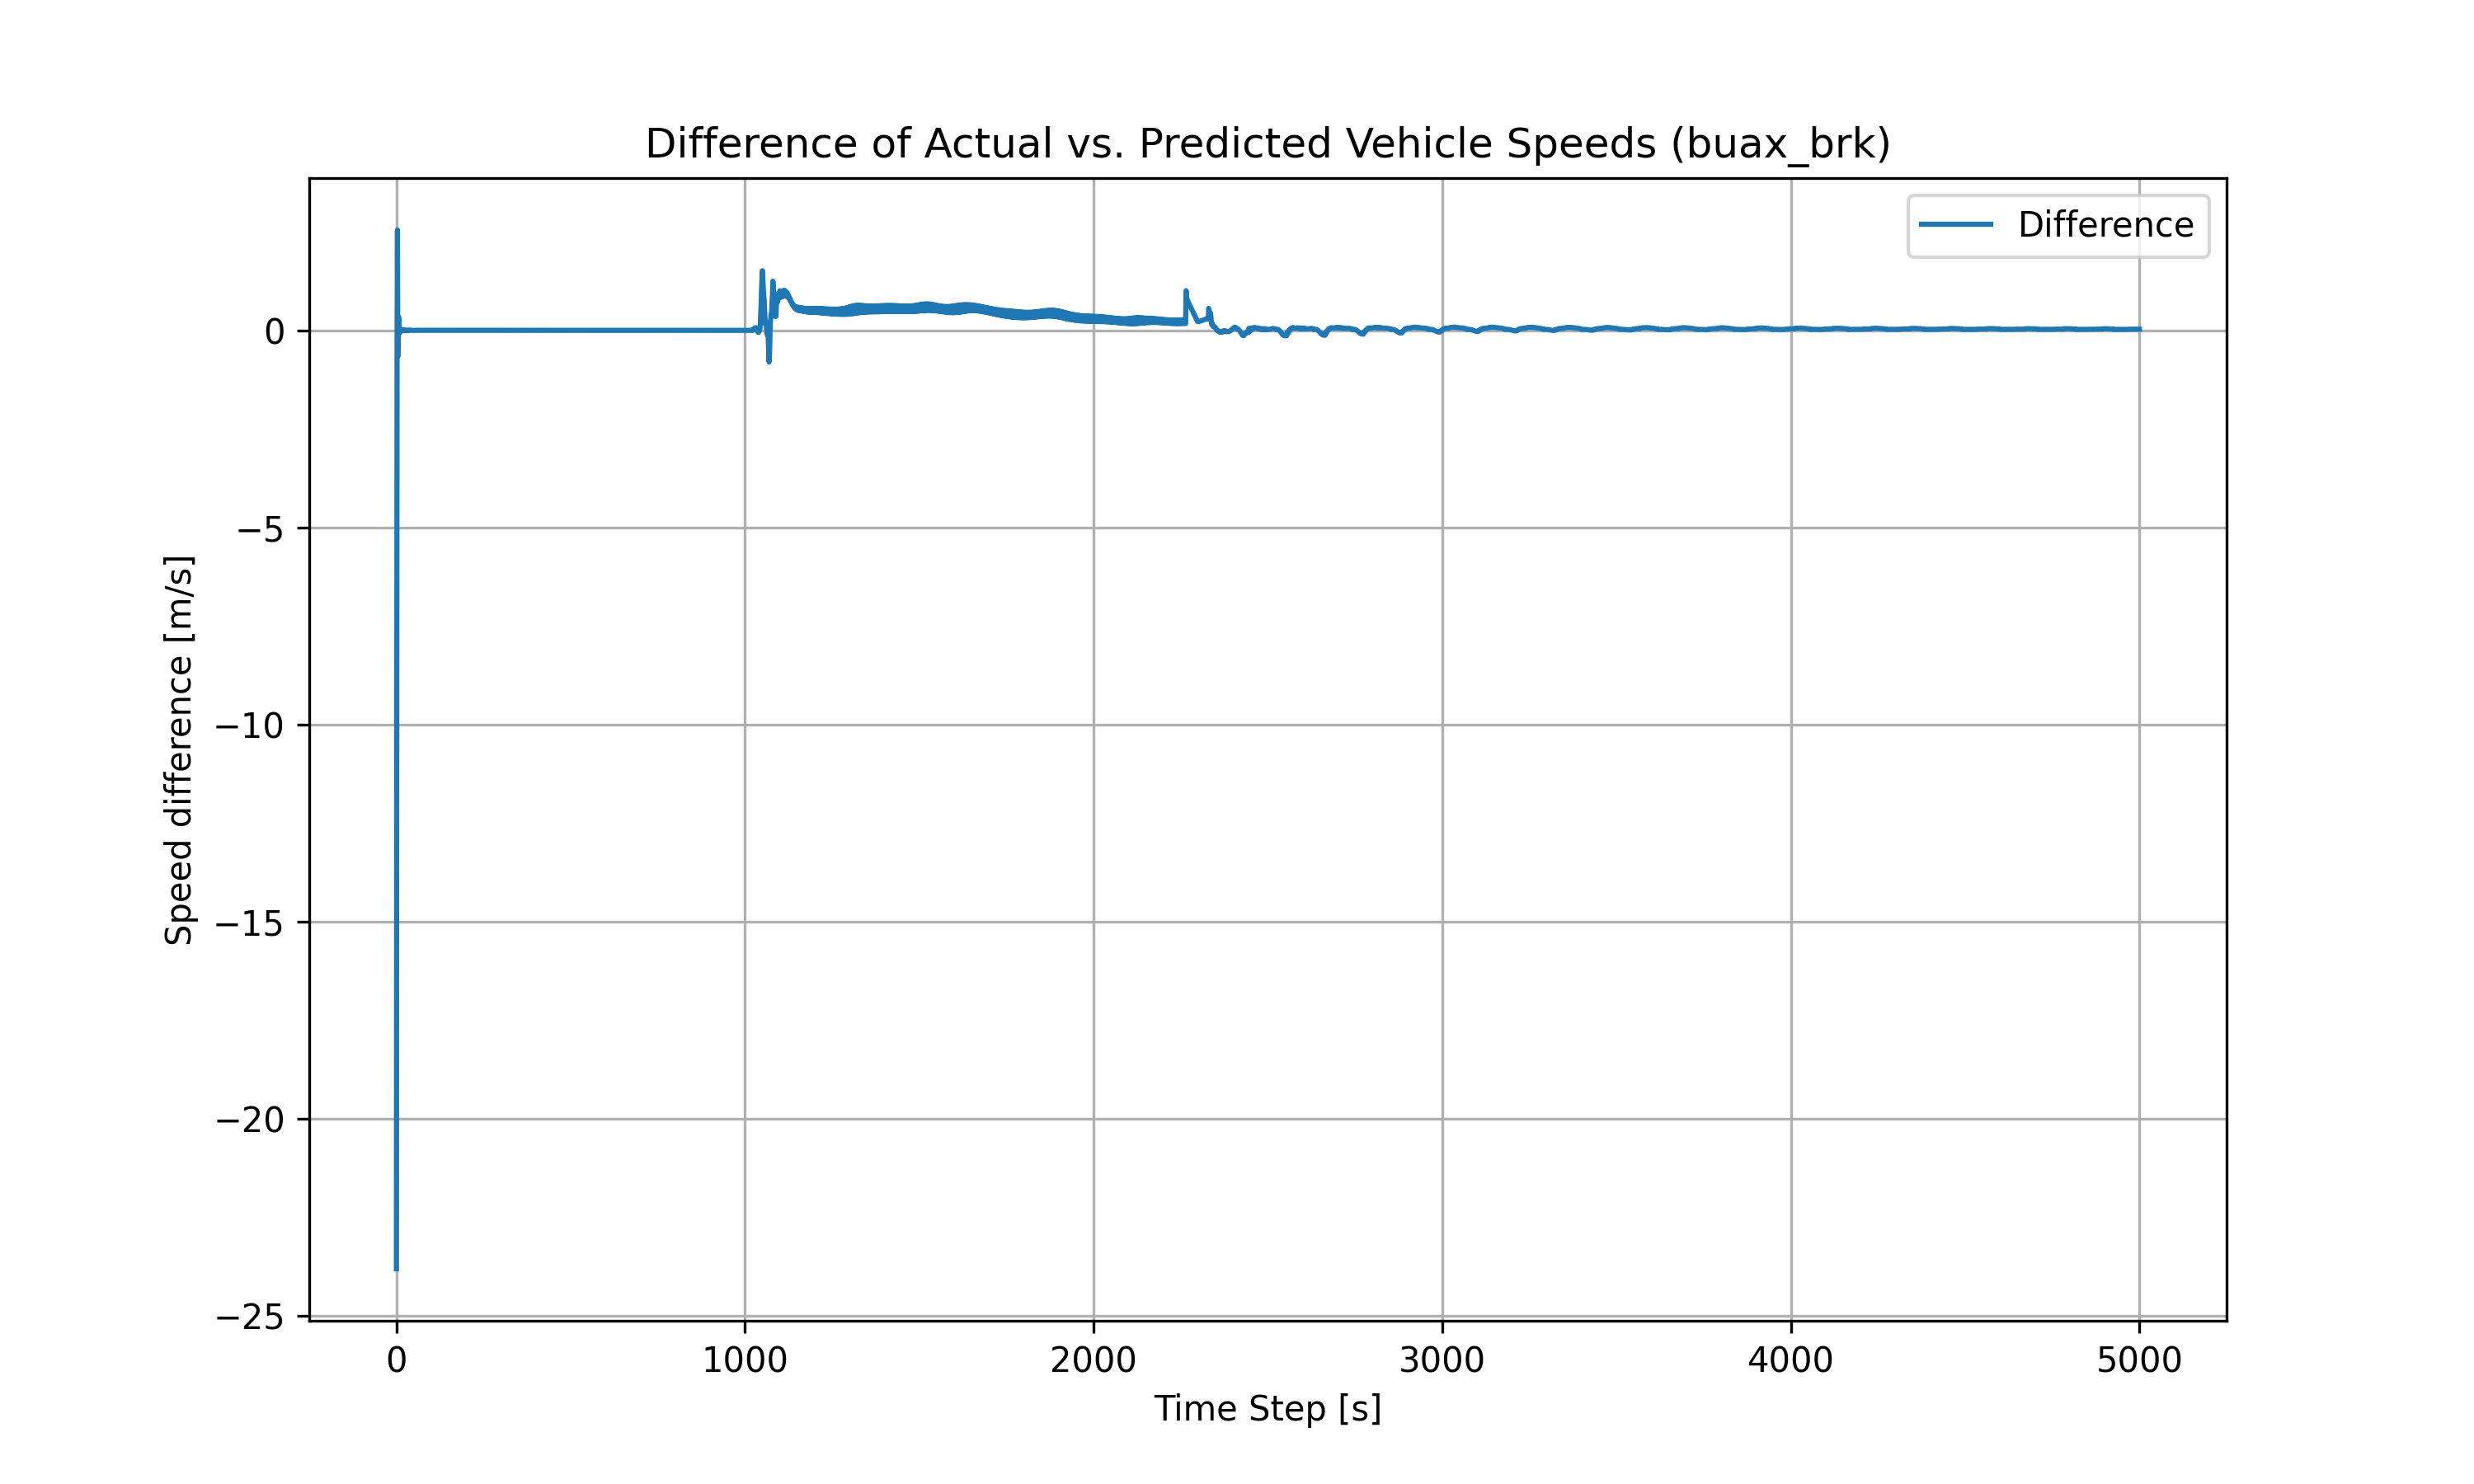 Difference of Actual vs. Predicted Vehicle Speeds (buax_brk)
Difference
Speed difference [m/s]
0
−5
−10
−15
−20
−25
0 1000 2000 3000 4000 5000
Time Step [s]